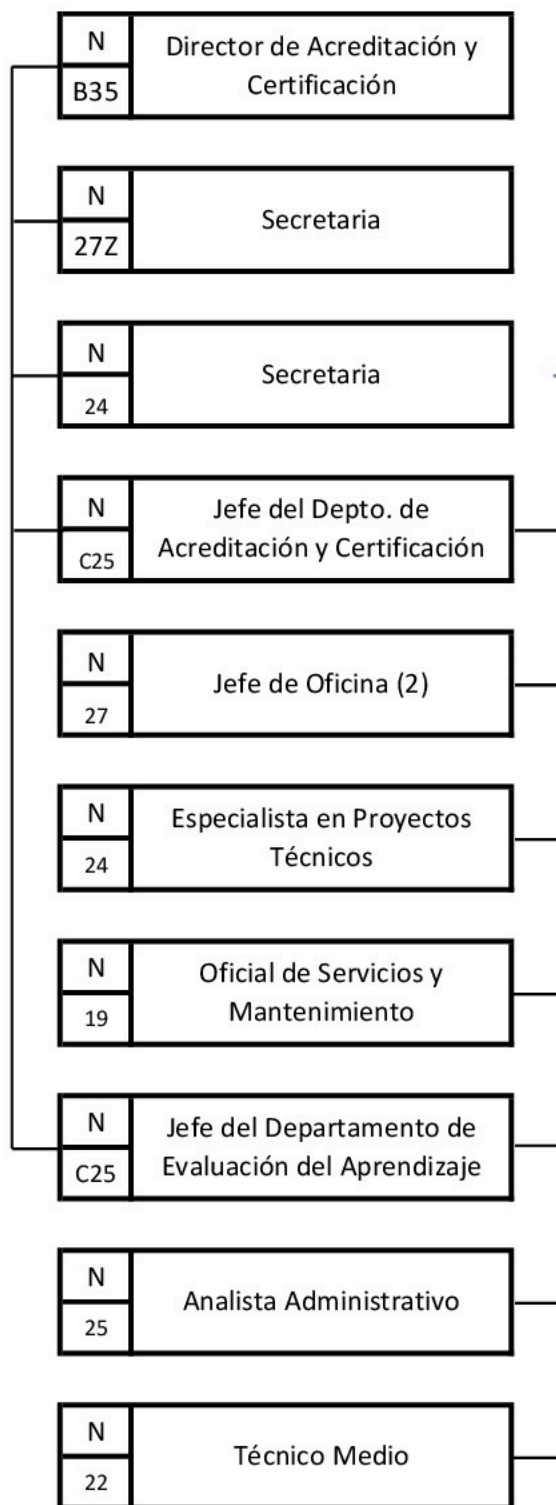 N
Director de Acreditación y
Certificación
B35
N
Secretaria
27Z
N
Secretaria
24
N
Jefe del Depto. de
Acreditación y Certificación
C25
N
Jefe de Oficina (2)
27
N
Especialista en Proyectos
Técnicos
24
N
Oficial de Servicios y
Mantenimiento
19
N
Jefe del Departamento de
Evaluación del Aprendizaje
C25
N
Analista Administrativo
25
N
Técnico Medio
22